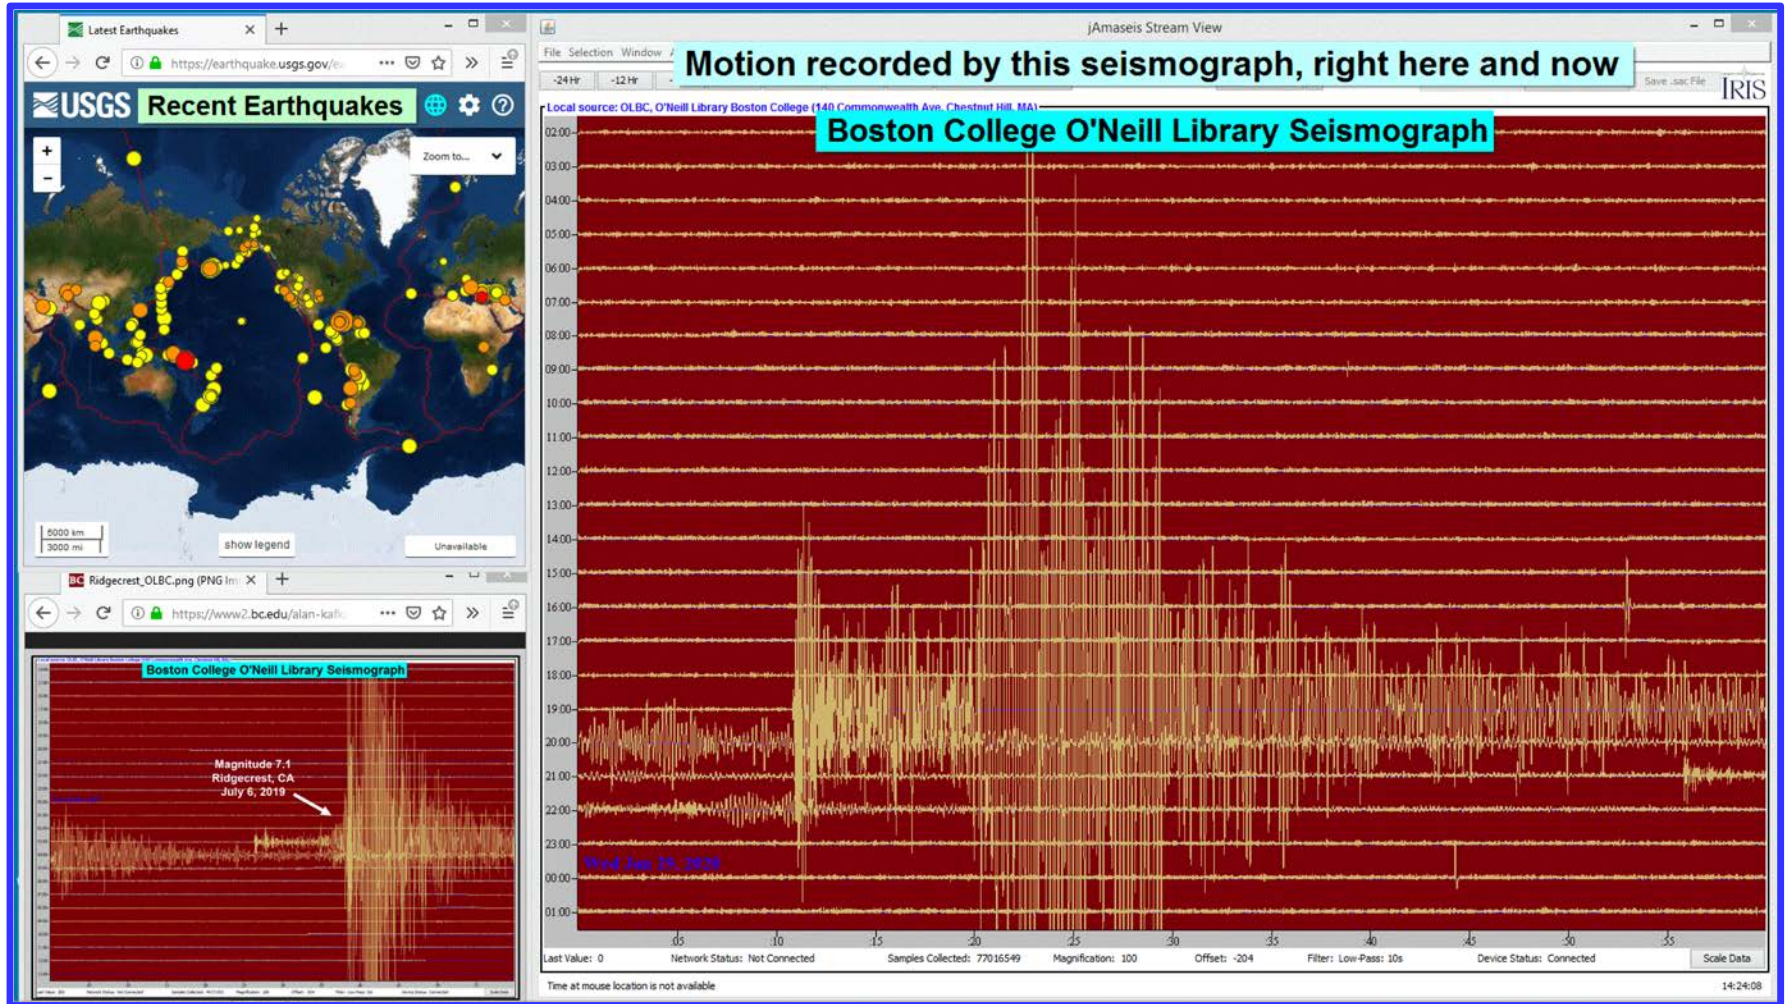 Latest Earthquakes
https://earthquake.usgs.gov/
USGS
Recent Earthquakes
+
−
Zoom to...
5000 km
3000 mi
show legend
Unavailable
BC Ridgecrest_OLBC.png (PNG Im
https://www2.bc.edu/alan-kafk
Boston College O'Neill Library Seismograph
Magnitude 7.1
Ridgecrest, CA
July 6, 2019
jAmaseis Stream View
File Selection Window
Motion recorded by this seismograph, right here and now
-24 Hr -12 Hr
Save .sac File
IRIS
Local source: OLBC, O'Neill Library Boston College (140 Commonwealth Ave, Chestnut Hill, MA)
Boston College O'Neill Library Seismograph
02:00
03:00
04:00
05:00
06:00
07:00
08:00
09:00
10:00
11:00
12:00
13:00
14:00
15:00
16:00
17:00
18:00
19:00
20:00
21:00
22:00
23:00
Wed Jan 29, 2020
00:00
01:00
:05 :10 :15 :20 :25 :30 :35 :40 :45 :50 :55
Last Value: 0 Network Status: Not Connected Samples Collected: 77016549 Magnification: 100 Offset: -204 Filter: Low-Pass: 10s Device Status: Connected Scale Data
Time at mouse location is not available 14:24:08